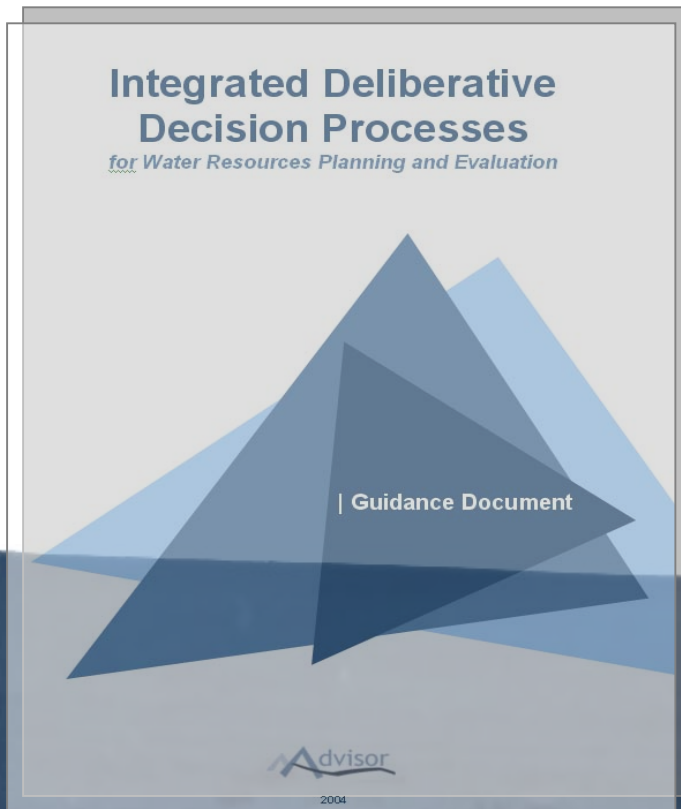 Integrated Deliberative
Decision Processes
for Water Resources Planning and Evaluation
| Guidance Document
Advisor
2004